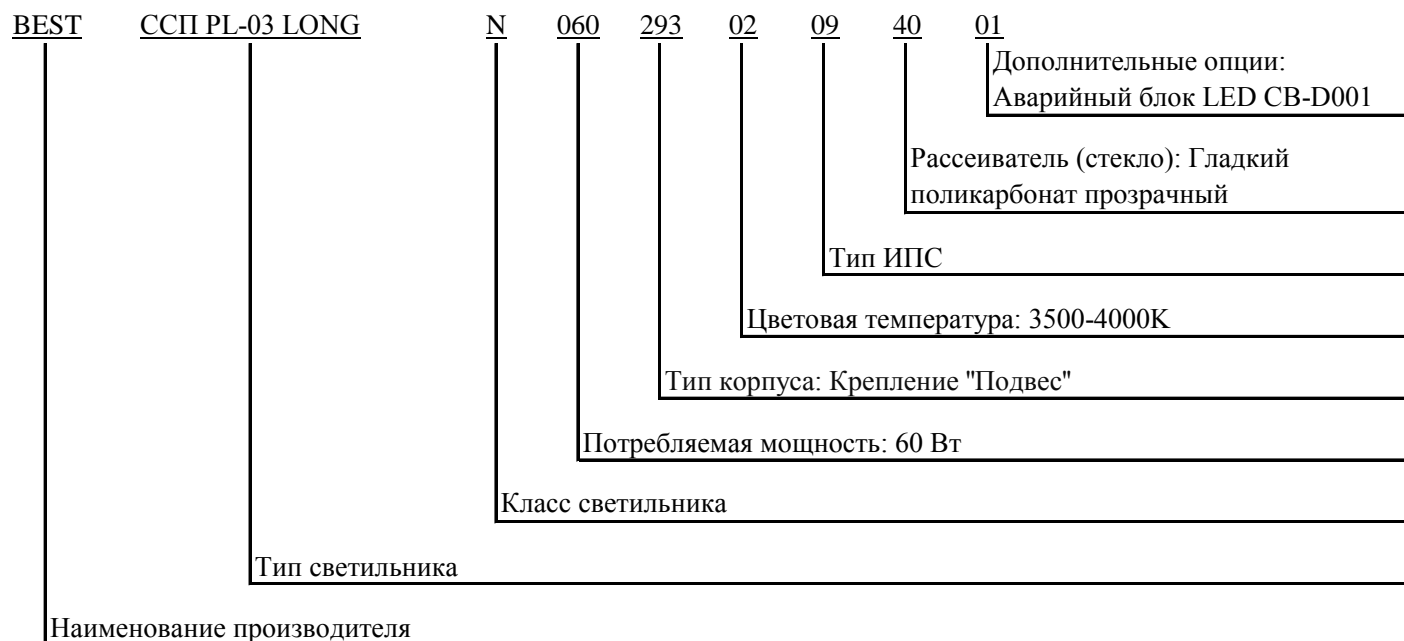 BEST ССП PL-03 LONG N 060 293 02 09 40 01
Дополнительные опции:
Аварийный блок LED CB-D001
Рассеиватель (стекло): Гладкий
поликарбонат прозрачный
Тип ИПС
Цветовая температура: 3500-4000К
Тип корпуса: Крепление "Подвес"
Потребляемая мощность: 60 Вт
Класс светильника
Тип светильника
Наименование производителя